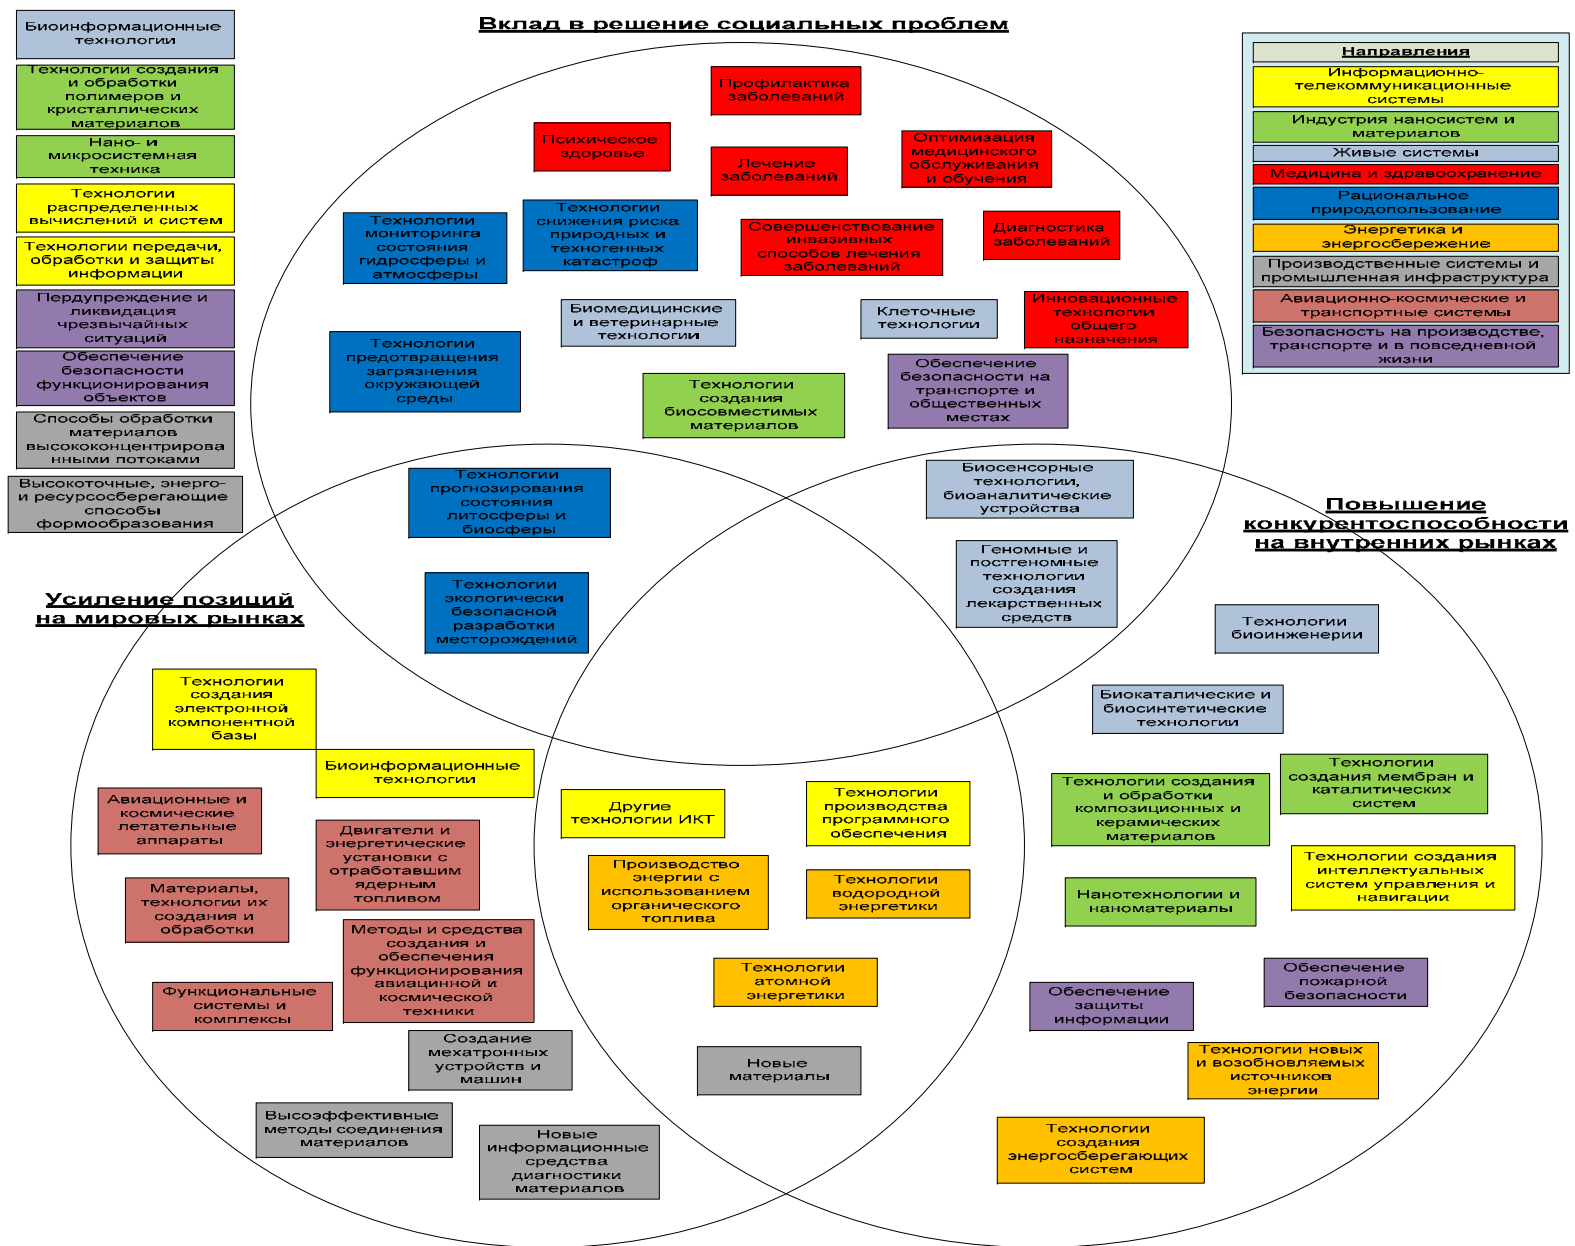 Вклад в решение социальных проблем
Биоинформационные
технологии
Технологии создания
и обработки
полимеров и
кристаллических
материалов
Нано- и
микросистемная
техника
Технологии
распределенных
вычислений и систем
Технологии передачи,
обработки и защиты
информации
Пердупреждение и
ликвидация
чрезвычайных
ситуаций
Обеспечение
безопасности
функционирования
объектов
Способы обработки
материалов
высококонцентрирова
нными потоками
Высокоточные, энерго-
и ресурсосберегающие
способы
формообразования
Направления
Информационно-
телекоммуникационные
системы
Индустрия наносистем и
материалов
Живые системы
Медицина и здравоохранение
Рациональное
природопользование
Энергетика и
энергосбережение
Производственные системы и
промышленная инфраструктура
Авиационно-космические и
транспортные системы
Безопасность на производстве,
транспорте и в повседневной
жизни
Профилактика
заболеваний
Психическое
здоровье
Лечение
заболеваний
Оптимизация
медицинского
обслуживания
и обучения
Технологии
мониторинга
состояния
гидросферы и
атмосферы
Технологии
снижения риска
природных и
техногенных
катастроф
Совершенствование
инвазивных
способов лечения
заболеваний
Диагностика
заболеваний
Биомедицинские
и ветеринарные
технологии
Клеточные
технологии
Инновационные
технологии
общего
назначения
Технологии
предотвращения
загрязнения
окружающей
среды
Технологии
создания
биосовместимых
материалов
Обеспечение
безопасности на
транспорте и
общественных
местах
Технологии
прогнозирования
состояния
литосферы и
биосферы
Биосенсорные
технологии,
биоаналитические
устройства
Технологии
экологически
безопасной
разработки
месторождений
Геномные и
постгеномные
технологии
создания
лекарственных
средств
Повышение
конкурентоспособности
на внутренних рынках
Усиление позиций
на мировых рынках
Технологии
создания
электронной
компонентной
базы
Биоинформационные
технологии
Авиационные и
космические
летательные
аппараты
Двигатели и
энергетические
установки с
отработавшим
ядерным
топливом
Материалы,
технологии их
создания и
обработки
Методы и средства
создания и
обеспечения
функционирования
авиацинной и
космической
техники
Функциональные
системы и
комплексы
Создание
мехатронных
устройств и
машин
Высоэффективные
методы соединения
материалов
Новые
информационные
средства
диагностики
материалов
Другие
технологии ИКТ
Технологии
производства
программного
обеспечения
Производство
энергии с
использованием
органического
топлива
Технологии
водородной
энергетики
Технологии
атомной
энергетики
Новые
материалы
Технологии
биоинженерии
Биокаталические и
биосинтетические
технологии
Технологии создания
и обработки
композиционных и
керамических
материалов
Технологии
создания мембран и
каталитических
систем
Технологии создания
интеллектуальных
систем управления и
навигации
Нанотехнологии и
наноматериалы
Обеспечение
пожарной
безопасности
Обеспечение
защиты
информации
Технологии новых
и возобновляемых
источников
энергии
Технологии
создания
энергосберегающих
систем